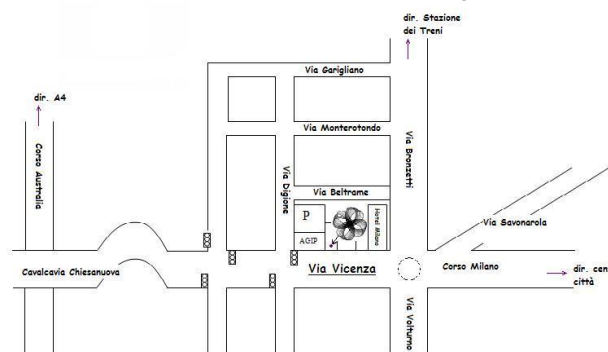 dir. Stazione
dei Treni
Via Garigliano
dir. A4
Via Monterotondo
Corso Australia
Via Bronzetti
Via Digione
Via Beltrame
P
Hotel Milano
AGIP
Via Savonarola
Cavalcavia Chiesanuova
Via Vicenza
Corso Milano
dir. cen
città
Via Volturno